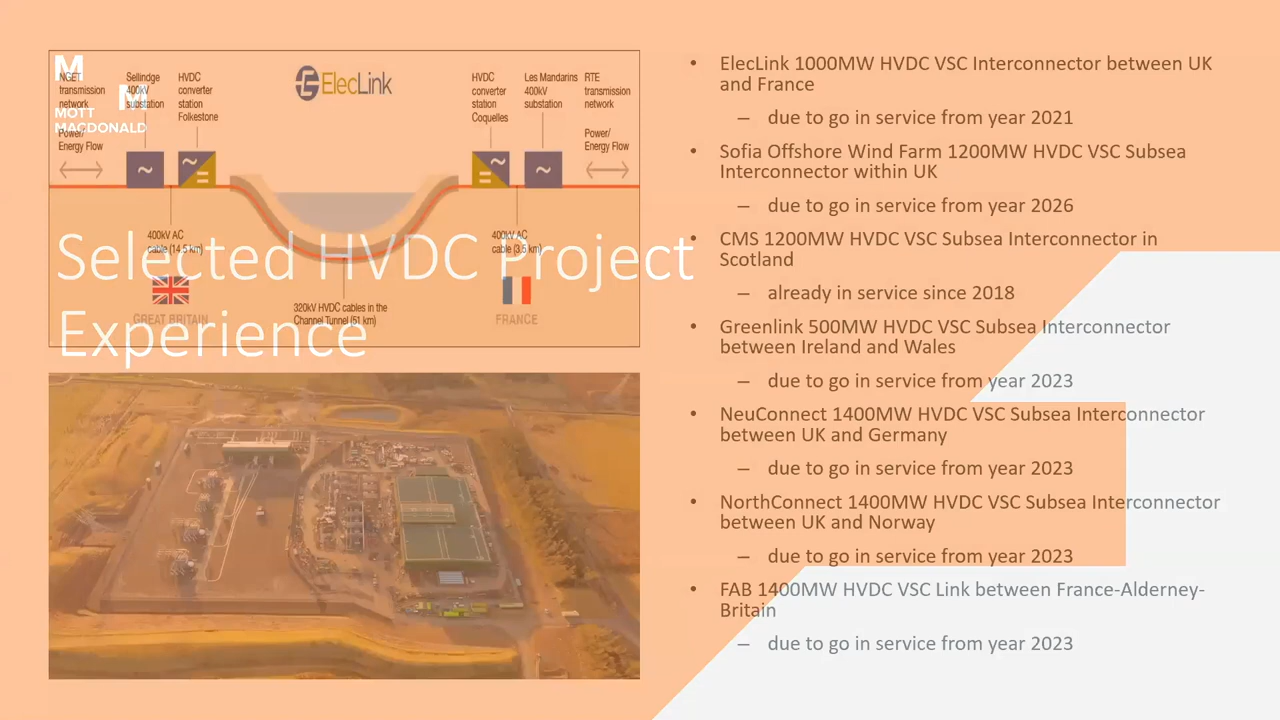 M
M
MOTT
MACDONALD
NGET
transmission
network
Sellindge
400kV
substation
HVDC
converter
station
Folkestone
ElecLink
HVDC
converter
station
Coquelles
Les Mandarins
400kV
substation
RTE
transmission
network
Power/
Energy Flow
Power/
Energy Flow
400kV AC
cable (14.5 km)
400kV AC
cable (3.5 km)
GREAT BRITAIN
320kV HVDC cables in the
Channel Tunnel (51 km)
FRANCE
Selected HVDC Project
Experience
• ElecLink 1000MW HVDC VSC Interconnector between UK
and France
– due to go in service from year 2021
• Sofia Offshore Wind Farm 1200MW HVDC VSC Subsea
Interconnector within UK
– due to go in service from year 2026
• CMS 1200MW HVDC VSC Subsea Interconnector in
Scotland
– already in service since 2018
• Greenlink 500MW HVDC VSC Subsea Interconnector
between Ireland and Wales
– due to go in service from year 2023
• NeuConnect 1400MW HVDC VSC Subsea Interconnector
between UK and Germany
– due to go in service from year 2023
• NorthConnect 1400MW HVDC VSC Subsea Interconnector
between UK and Norway
– due to go in service from year 2023
• FAB 1400MW HVDC VSC Link between France-Alderney-
Britain
– due to go in service from year 2023